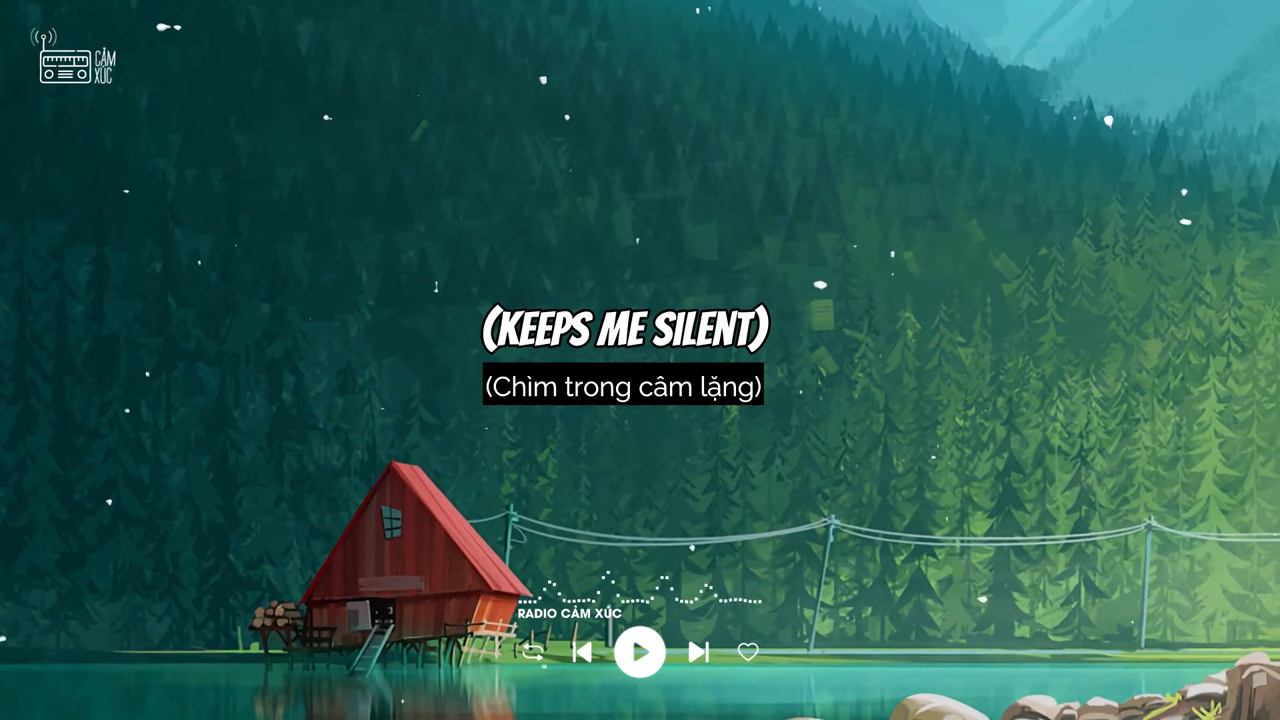 CẢM
XÚC
(KEEPS ME SILENT)
(Chìm trong câm lặng)
RADIO CẢM XÚC